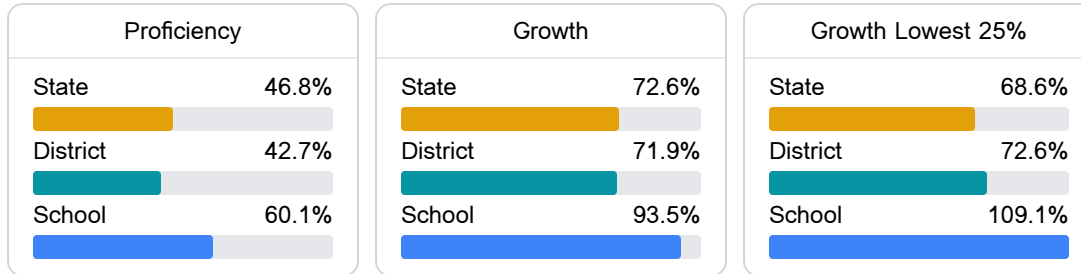 Proficiency
State 46.8%
District 42.7%
School 60.1%
Growth
State 72.6%
District 71.9%
School 93.5%
Growth Lowest 25%
State 68.6%
District 72.6%
School 109.1%